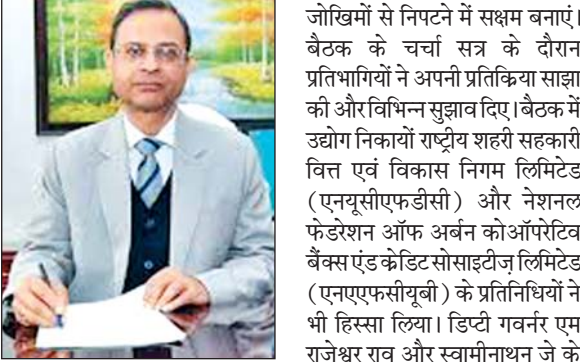 जोखिमों से निपटने में सक्षम बनाएं।
बैठक के चर्चा सत्र के दौरान
प्रतिभागियों ने अपनी प्रतिक्रिया साझा
की और विभिन्न सुझाव दिए। बैठक में
उद्योग निकायों राष्ट्रीय शहरी सहकारी
वित्त एवं विकास निगम लिमिटेड
(एनयूसीएफडीसी) और नेशनल
फेडरेशन ऑफ अर्बन कोऑपरेटिव
बैंक्स एंड क्रेडिट सोसाइटीज़ लिमिटेड
(एनएएफसीयूबी) के प्रतिनिधियों ने
भी हिस्सा लिया। डिप्टी गवर्नर एम
राजेश्वर राव और स्वामीनाथन जे के